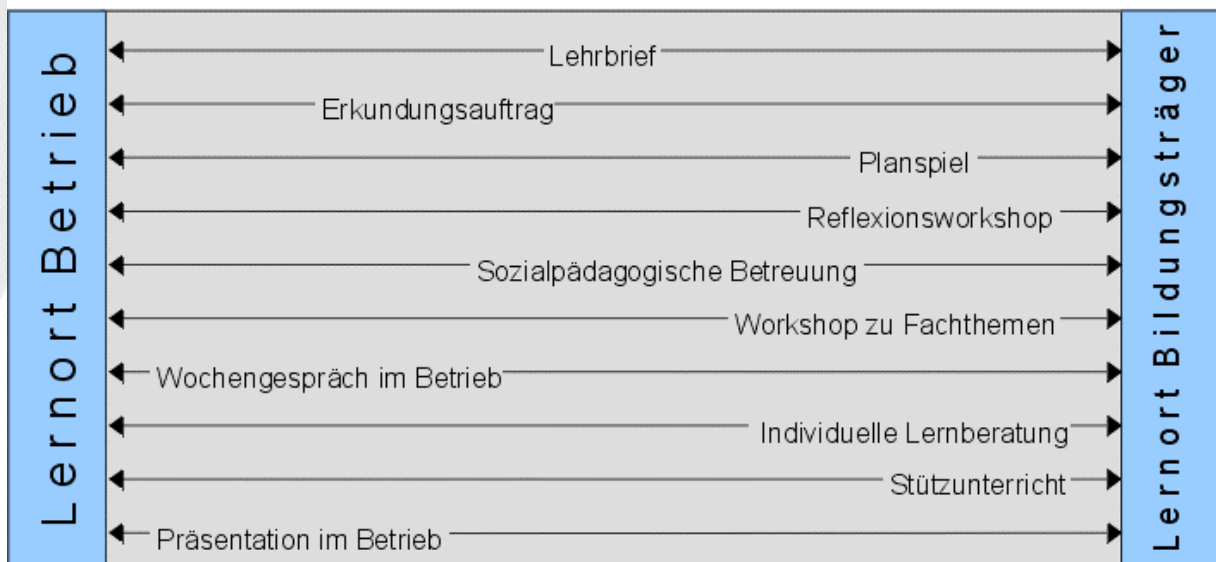 Lernort Betrieb
Lehrbrief
Erkundungsauftrag
Planspiel
Reflexionsworkshop
Sozialpädagogische Betreuung
Workshop zu Fachthemen
Wochengespräch im Betrieb
Individuelle Lernberatung
Stützunterricht
Präsentation im Betrieb
Lernort Bildungsträger